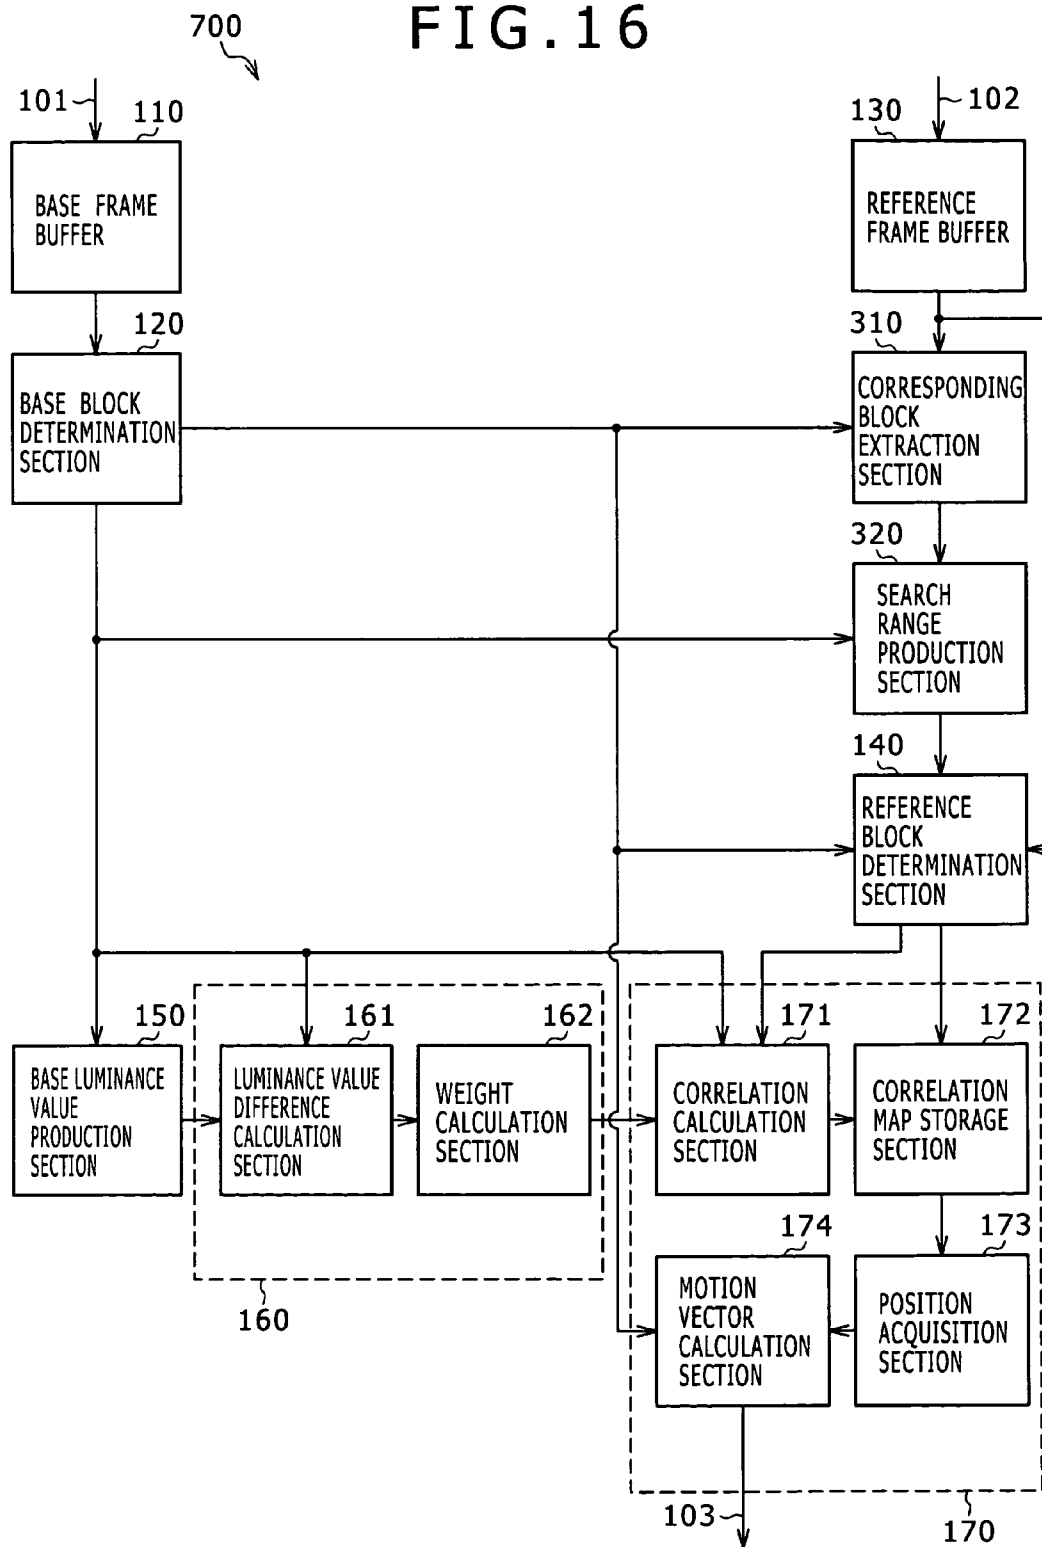 FIG.16
700
101
110
BASE FRAME
BUFFER
102
130
REFERENCE
FRAME BUFFER
120
BASE BLOCK
DETERMINATION
SECTION
310
CORRESPONDING
BLOCK
EXTRACTION
SECTION
320
SEARCH
RANGE
PRODUCTION
SECTION
140
REFERENCE
BLOCK
DETERMINATION
SECTION
150
BASE LUMINANCE
VALUE
PRODUCTION
SECTION
161
LUMINANCE VALUE
DIFFERENCE
CALCULATION
SECTION
162
WEIGHT
CALCULATION
SECTION
160
171
CORRELATION
CALCULATION
SECTION
172
CORRELATION
MAP STORAGE
SECTION
174
MOTION
VECTOR
CALCULATION
SECTION
173
POSITION
ACQUISITION
SECTION
103
170